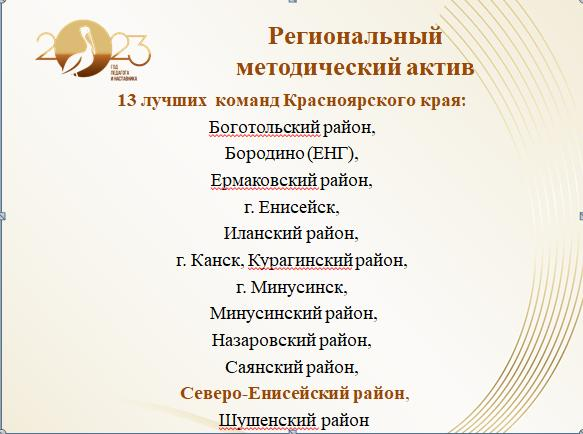 2023
ГОД
ПЕДАГОГА
И НАСТАВНИКА
Региональный
методический актив
13 лучших команд Красноярского края:
Боготольский район,
Бородино (ЕНГ),
Ермаковский район,
г. Енисейск,
Иланский район,
г. Канск, Курагинский район,
г. Минусинск,
Минусинский район,
Назаровский район,
Саянский район,
Северо-Енисейский район,
Шушенский район